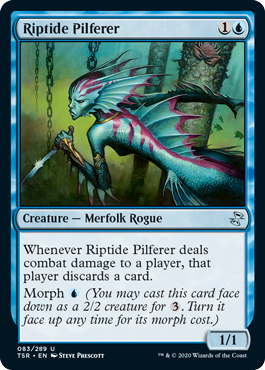 Riptide Pilferer 1
Creature — Merfolk Rogue
Whenever Riptide Pilferer deals
combat damage to a player, that
player discards a card.
Morph (You may cast this card face
down as a 2/2 creature for 3. Turn it
face up any time for its morph cost.)
1/1
083/289 U
TSR • EN STEVE PRESCOTT
™ & © 2020 Wizards of the Coast